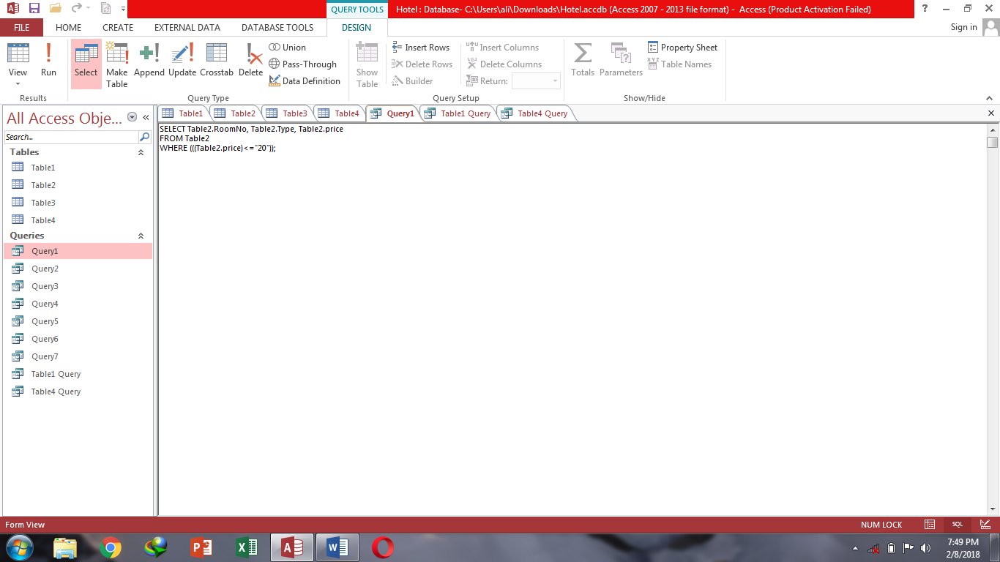 QUERY TOOLS
Hotel : Database- C:\Users\ali\Downloads\Hotel.accdb (Access 2007 - 2013 file format) - Access (Product Activation Failed)
?
FILE HOME CREATE EXTERNAL DATA DATABASE TOOLS DESIGN Sign in
View Run Select Make Table Append Update Crosstab Delete
Union
Pass-Through
Data Definition
Show Table
Insert Rows
Delete Rows
Builder
Insert Columns
Delete Columns
Return:
Totals Parameters
Property Sheet
Table Names
Results Query Type Query Setup Show/Hide
All Access Obje...
Search...
Tables
Table1
Table2
Table3
Table4
Queries
Query1
Query2
Query3
Query4
Query5
Query6
Query7
Table1 Query
Table4 Query
Table1 Table2 Table3 Table4 Query1 Table1 Query Table4 Query
SELECT Table2.RoomNo, Table2.Type, Table2.price
FROM Table2
WHERE (((Table2.price)<="20"));
Form View NUM LOCK SQL
7:49 PM
2/8/2018